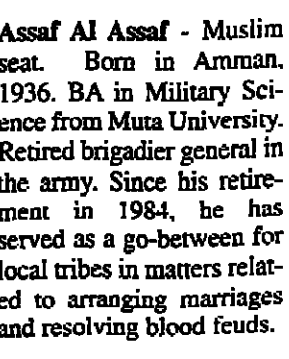 Assaf Al Assaf - Muslim
seat. Born in Amman,
1936. BA in Military Sci-
ence from Muta University.
Retired brigadier general in
the army. Since his retire-
ment in 1984, he has
served as a go-between for
local tribes in matters relat-
ed to arranging marriages
and resolving blood feuds.